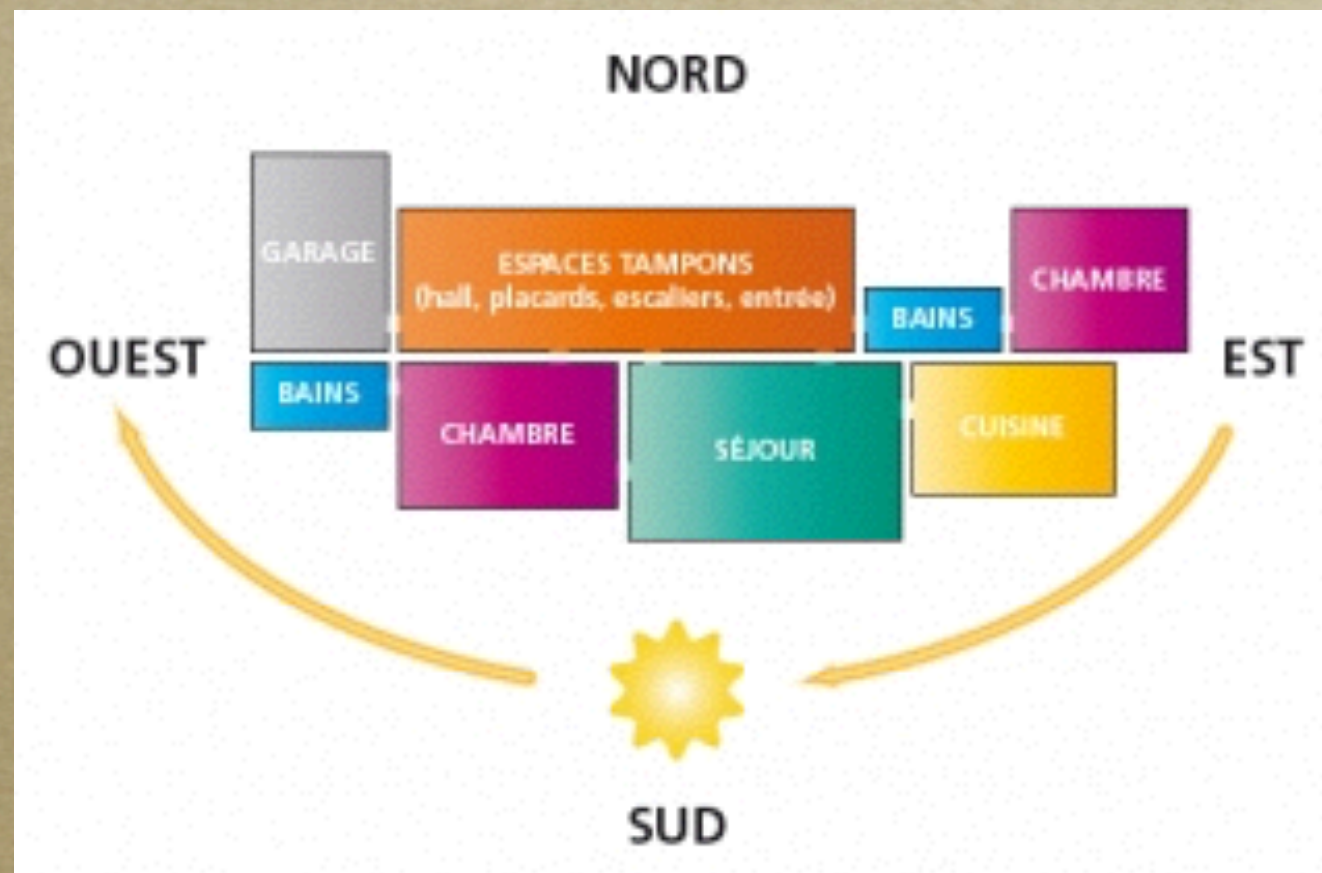 NORD
GARAGE
ESPACES TAMPONS
(hall, placards, escaliers, entrée)
BAINS
CHAMBRE
OUEST
EST
BAINS
CHAMBRE
SÉJOUR
CUISINE
SUD